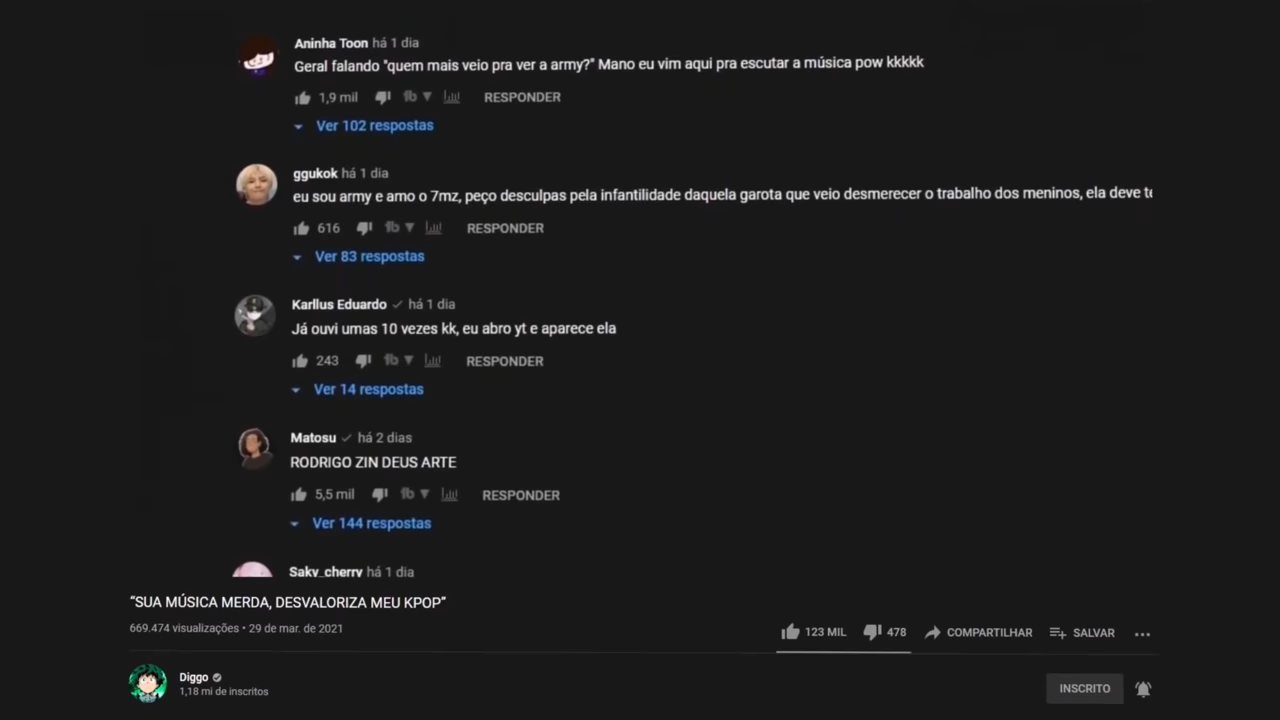 Aninha Toon há 1 dia
Geral falando "quem mais veio pra ver a army?" Mano eu vim aqui pra escutar a música pow kkkkk
1,9 mil RESPONDER
Ver 102 respostas
ggukok há 1 dia
eu sou army e amo o 7mz, peço desculpas pela infantilidade daquela garota que veio desmerecer o trabalho dos meninos, ela deve
616 RESPONDER
Ver 83 respostas
Karllus Eduardo há 1 dia
Já ouvi umas 10 vezes kk, eu abro yt e aparece ela
243 RESPONDER
Ver 14 respostas
Matosu há 2 dias
RODRIGO ZIN DEUS ARTE
5,5 mil RESPONDER
Ver 144 respostas
Saky_cherry há 1 dia
“SUA MÚSICA MERDA, DESVALORIZA MEU KPOP”
669.474 visualizações • 29 de mar. de 2021
123 MIL 478 COMPARTILHAR SALVAR
Diggo
1,18 mi de inscritos
INSCRITO